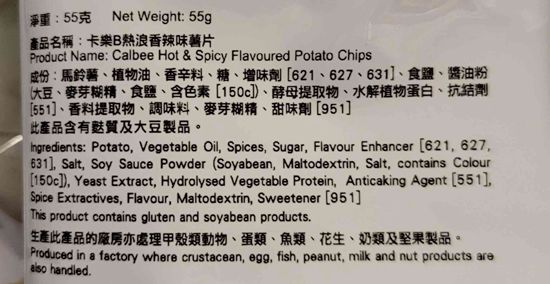 淨重：55克 Net Weight: 55g
產品名稱：卡樂B熱浪香辣味薯片
Product Name: Calbee Hot & Spicy Flavoured Potato Chips
成份：馬鈴薯、植物油、香辛料、糖、增味劑 [621、627、631]、食鹽、醬油粉
(大豆、麥芽糊精、食鹽、含色素 [150c])、酵母提取物、水解植物蛋白、抗結劑
[551]、香料提取物、調味料、麥芽糊精、甜味劑 [951]
此產品含有麩質及大豆製品。
Ingredients: Potato, Vegetable Oil, Spices, Sugar, Flavour Enhancer [621, 627,
631], Salt, Soy Sauce Powder (Soyabean, Maltodextrin, Salt, contains Colour
[150c]), Yeast Extract, Hydrolysed Vegetable Protein, Anticaking Agent [551],
Spice Extractives, Flavour, Maltodextrin, Sweetener [951]
This product contains gluten and soyabean products.
生產此產品的廠房亦處理甲殼類動物、蛋類、魚類、花生、奶類及堅果製品。
Produced in a factory where crustacean, egg, fish, peanut, milk and nut products are
also handled.